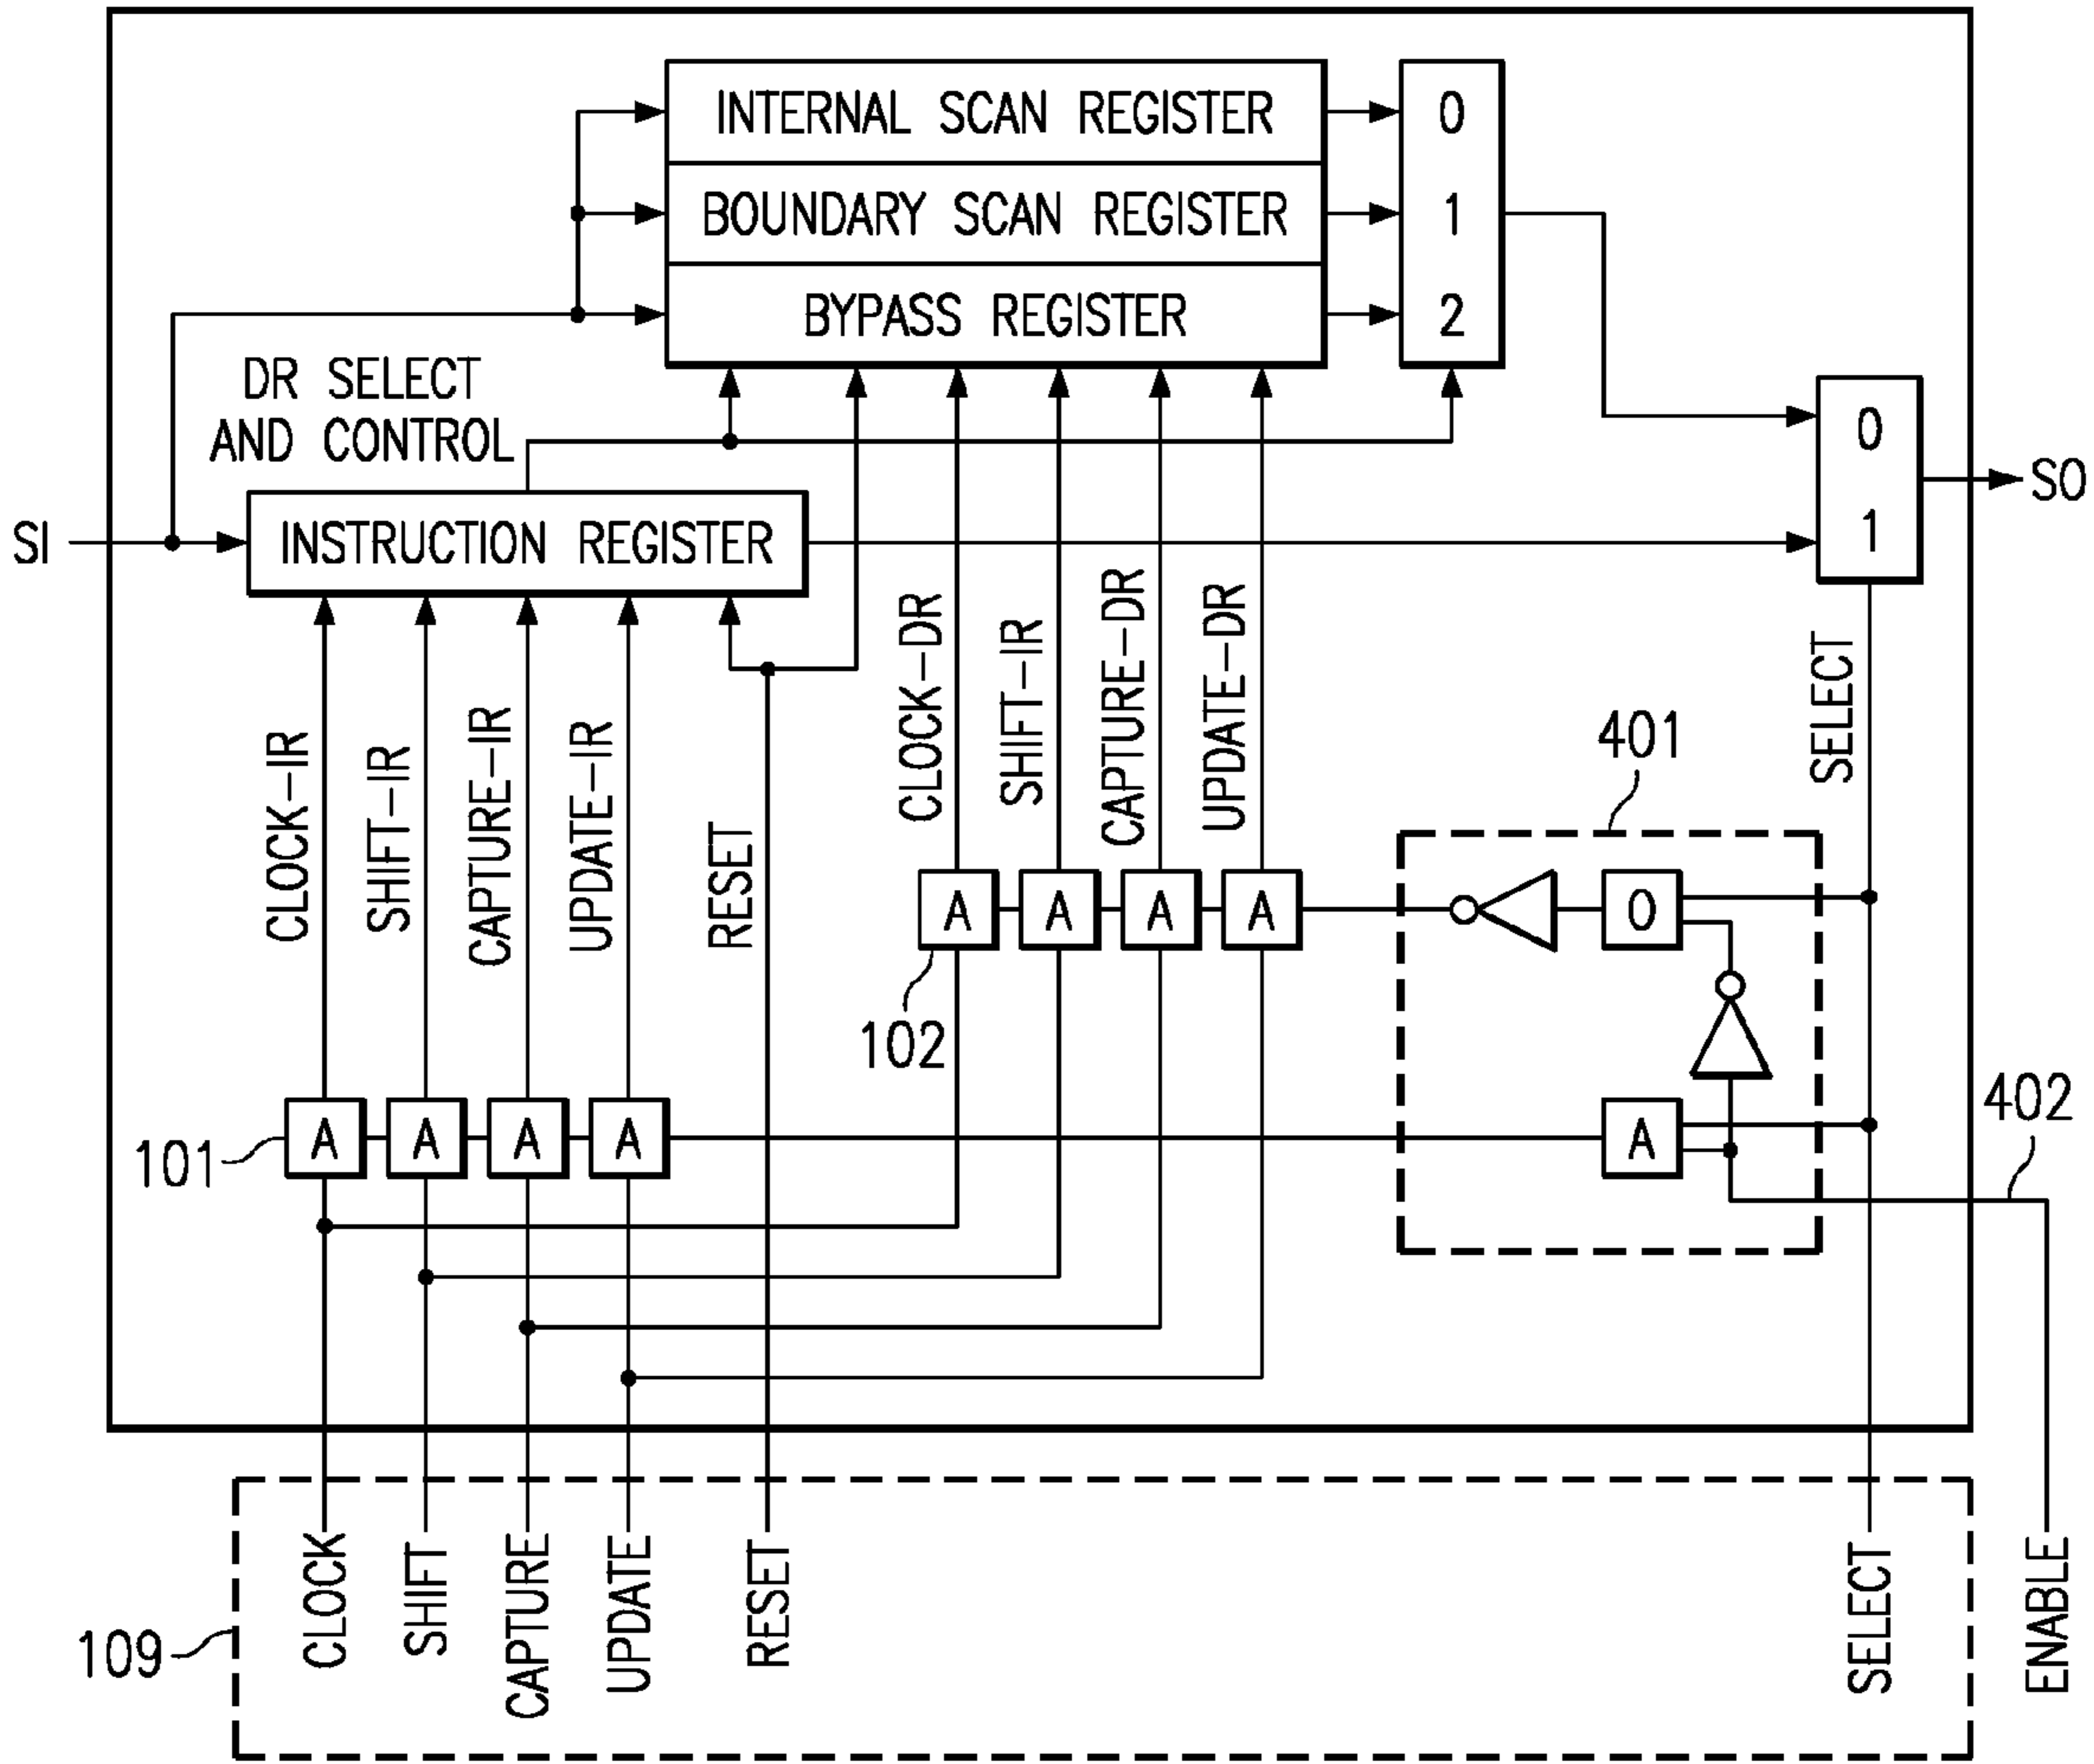 INTERNAL SCAN REGISTER
0
BOUNDARY SCAN REGISTER
1
BYPASS REGISTER
2
DR SELECT
AND CONTROL
0
SO
SI
INSTRUCTION REGISTER
1
CLOCK-IR
SHIFT-IR
CAPTURE-IR
UPDATE-IR
RESET
CLOCK-DR
SHIFT-IR
CAPTURE-DR
UPDATE-DR
SELECT
401
A
A
A
A
O
102
402
101
A
A
A
A
A
109
CLOCK
SHIFT
CAPTURE
UPDATE
RESET
SELECT
ENABLE